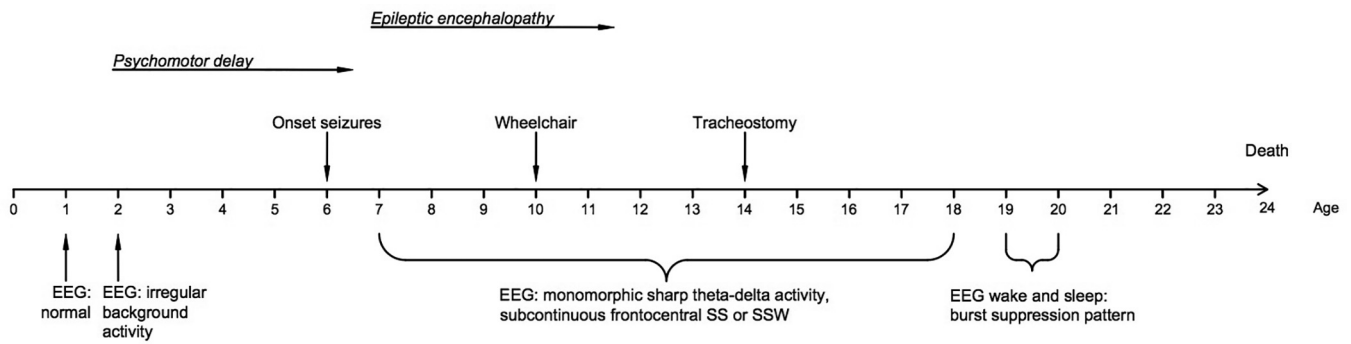 Epileptic encephalopathy
Psychomotor delay
Onset seizures
Wheelchair
Tracheostomy
Death
0 1 2 3 4 5 6 7 8 9 10 11 12 13 14 15 16 17 18 19 20 21 22 23 24 Age
EEG:
normal
EEG: irregular
background
activity
EEG: monomorphic sharp theta-delta activity,
subcontinuous frontocentral SS or SSW
EEG wake and sleep:
burst suppression pattern